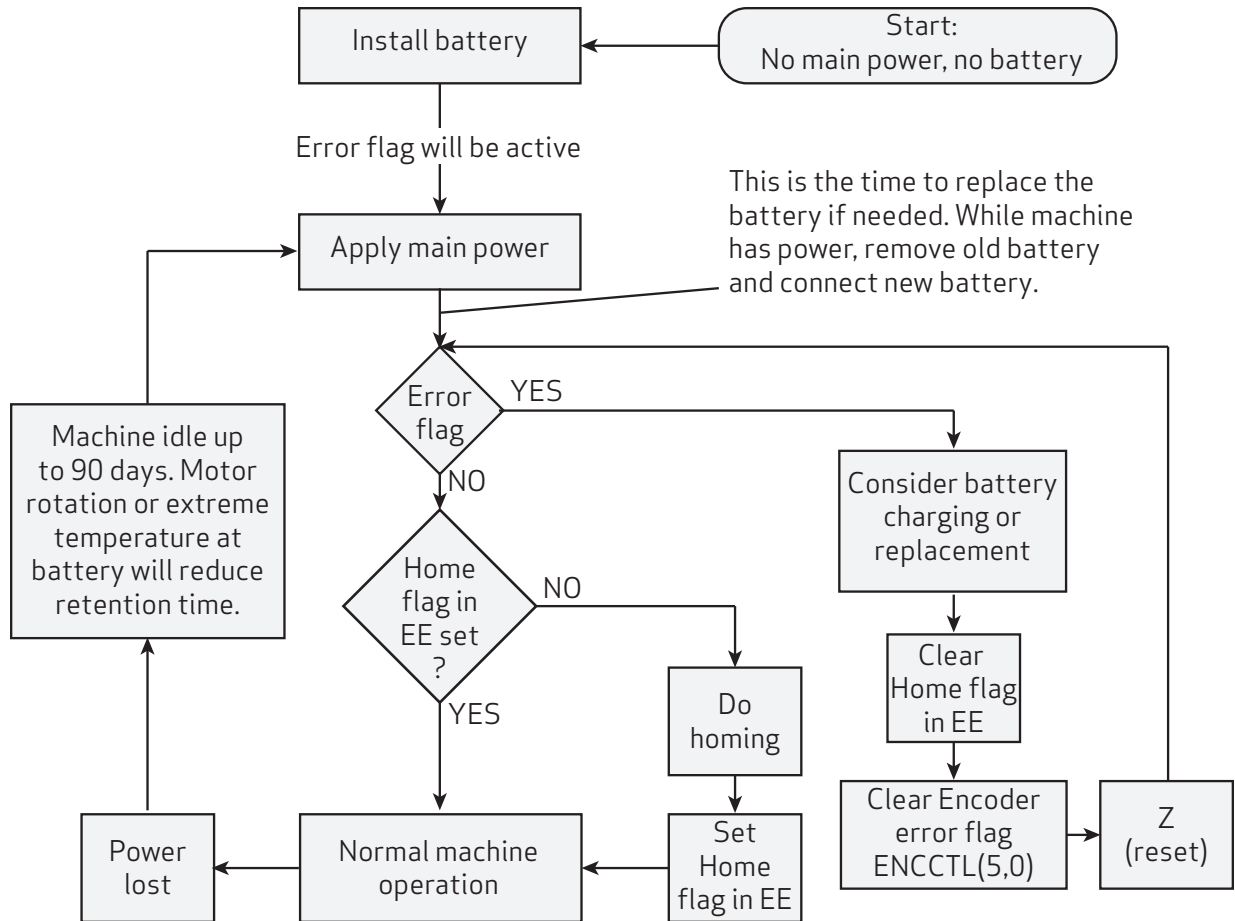 Start:
No main power, no battery
Install battery
Error flag will be active
Apply main power
This is the time to replace the
battery if needed. While machine
has power, remove old battery
and connect new battery.
Error
flag
YES
NO
Consider battery
charging or
replacement
Clear
Home flag
in EE
Clear Encoder
error flag
ENCCTL(5,0)
Z
(reset)
Home
flag in
EE set
?
NO
YES
Do
homing
Set
Home
flag in EE
Normal machine
operation
Power
lost
Machine idle up
to 90 days. Motor
rotation or extreme
temperature at
battery will reduce
retention time.